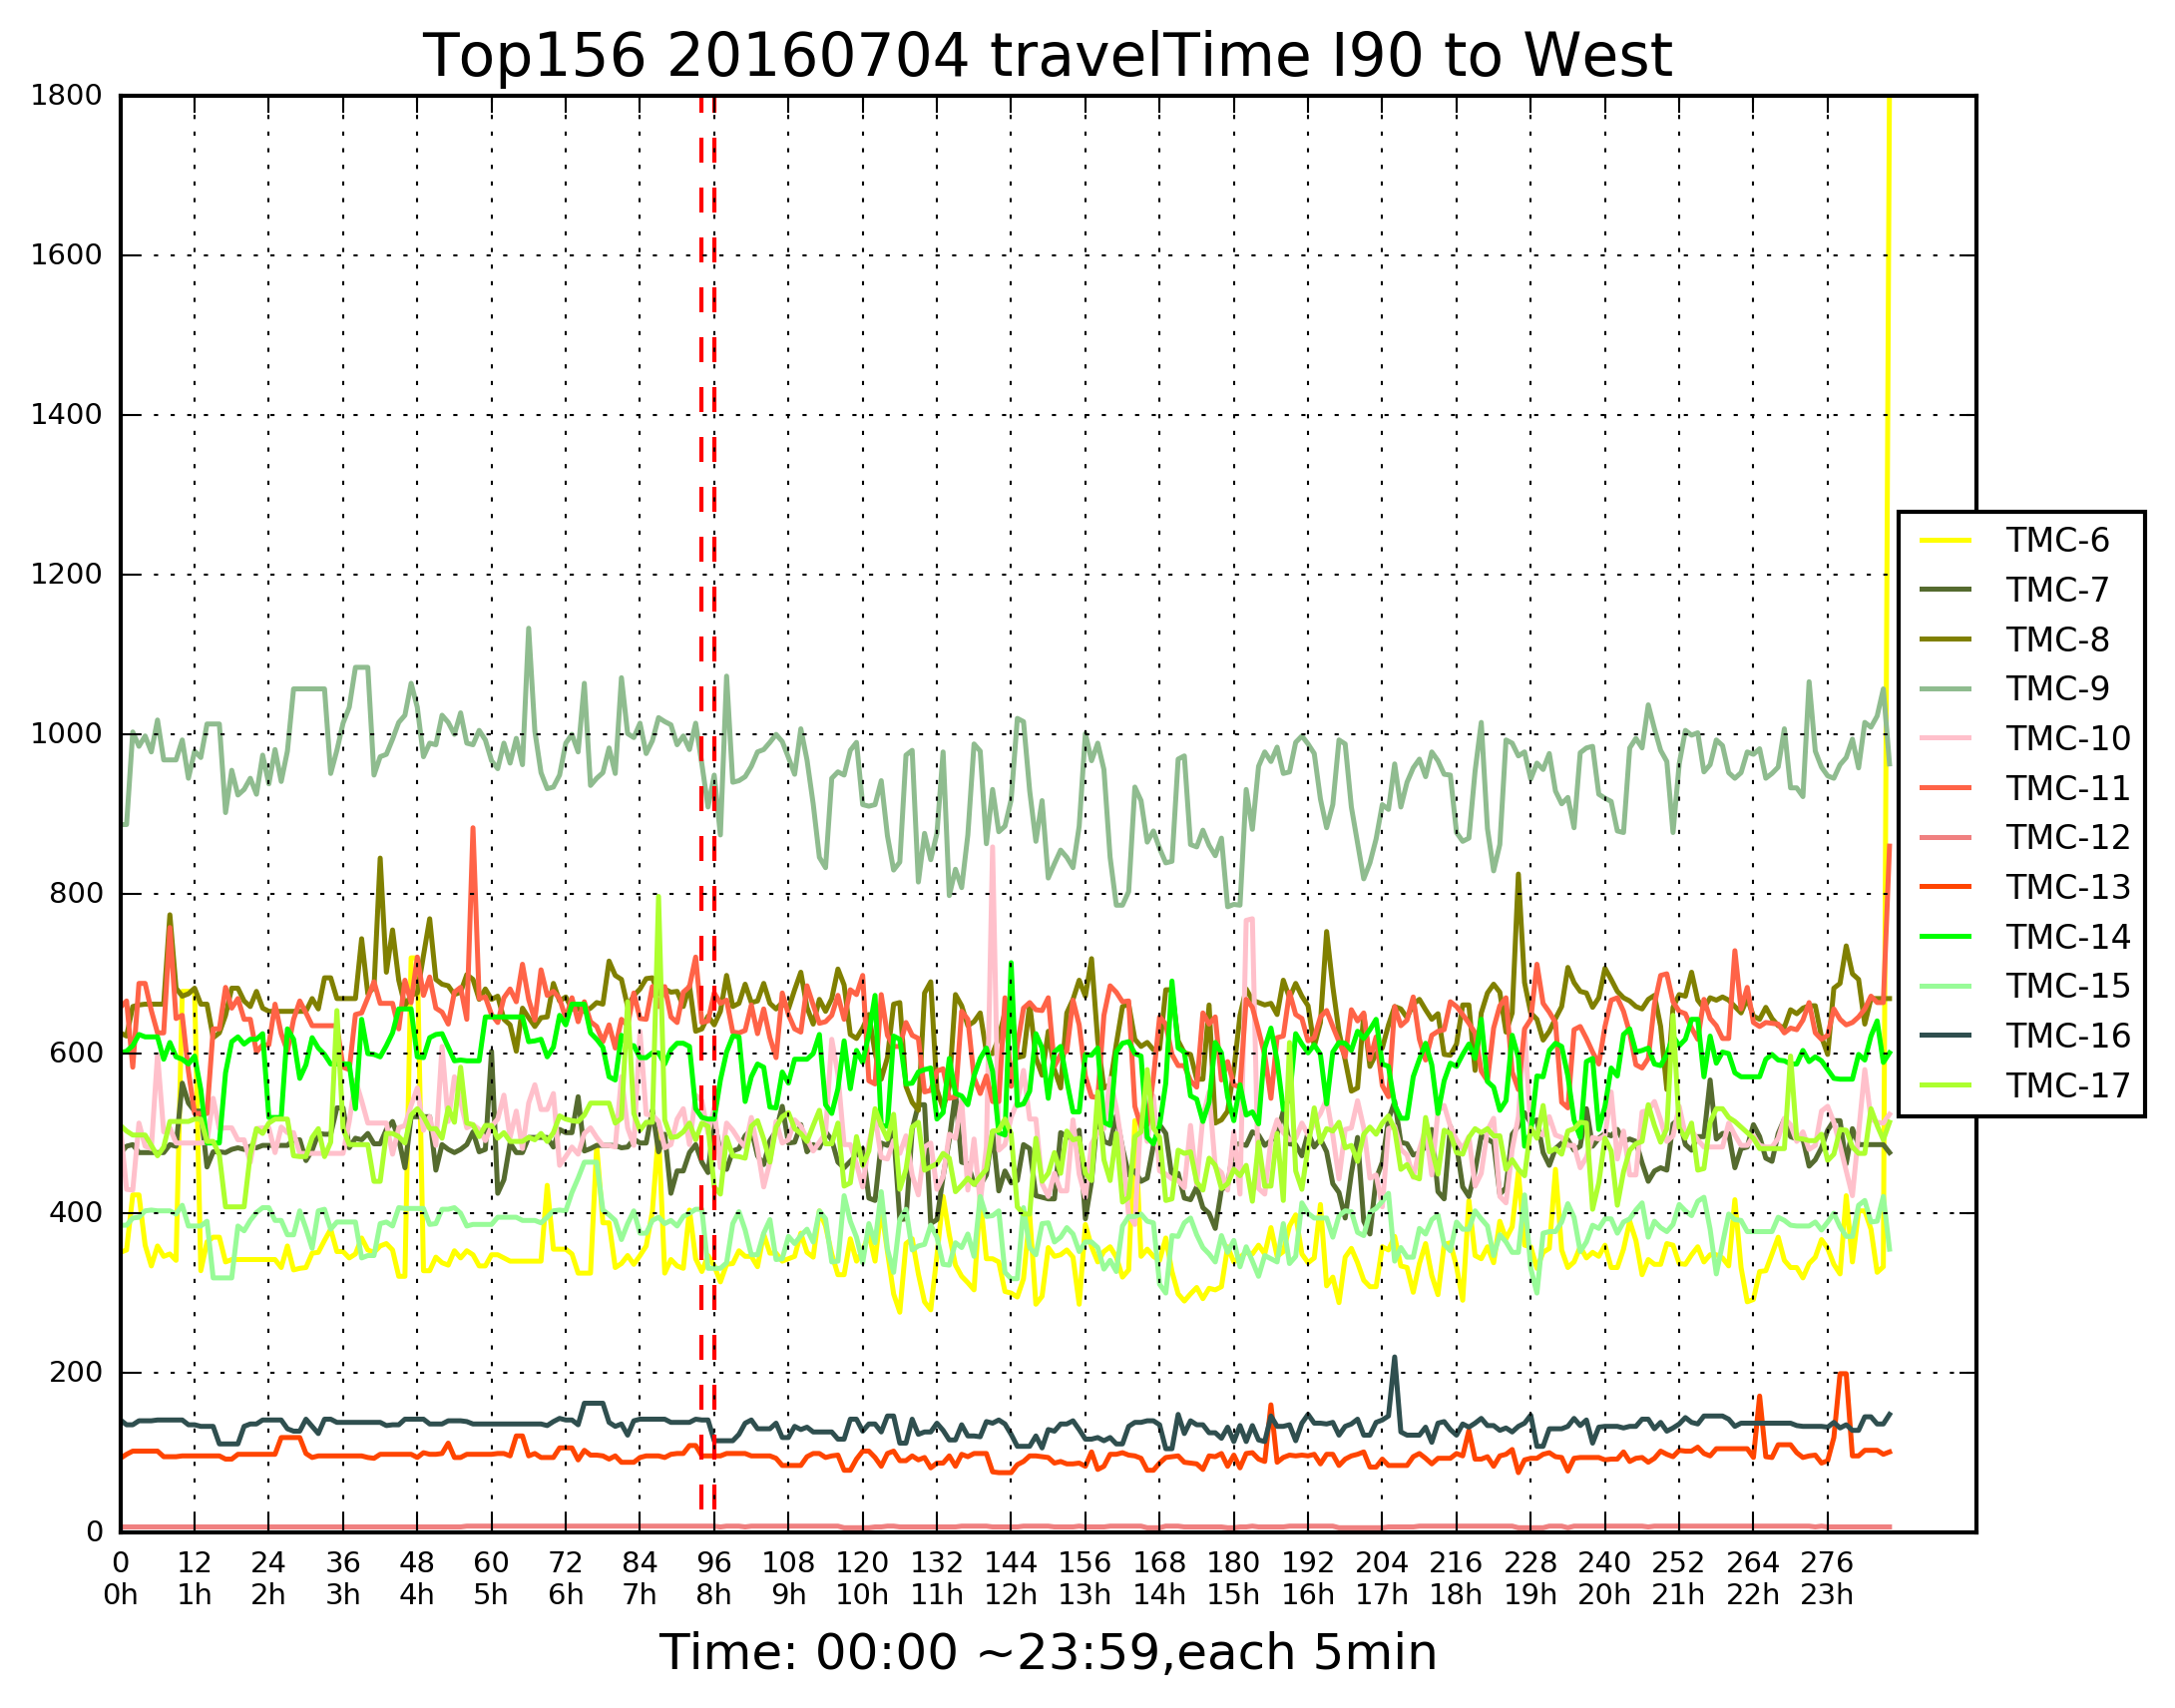 Top156 20160704 travelTime I90 to West
1800
1600
1400
1200
1000
800
600
400
200
0
0 12 24 36 48 60 72 84 96 108 120 132 144 156 168 180 192 204 216 228 240 252 264 276
0h 1h 2h 3h 4h 5h 6h 7h 8h 9h 10h 11h 12h 13h 14h 15h 16h 17h 18h 19h 20h 21h 22h 23h
Time: 00:00 ~23:59,each 5min
TMC-6
TMC-7
TMC-8
TMC-9
TMC-10
TMC-11
TMC-12
TMC-13
TMC-14
TMC-15
TMC-16
TMC-17